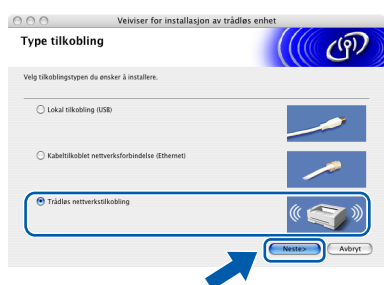 Veiviser for installasjon av trådløs enhet
Type tilkobling
Velg tilkoblingstypen du ønsker å installere.
Lokal tilkobling (USB)
Kabeltilkoblet nettverksforbindelse (Ethernet)
Trådløs nettverkstilkobling
Neste> Avbryt